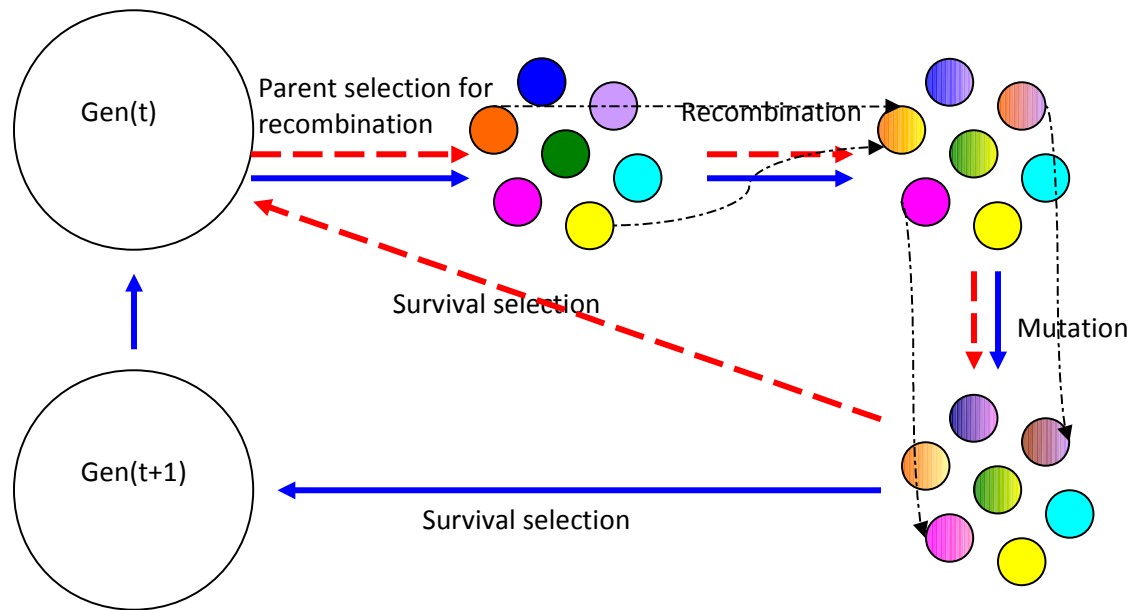 Gen(t)
Parent selection for
recombination
Recombination
Survival selection
Mutation
Gen(t+1)
Survival selection